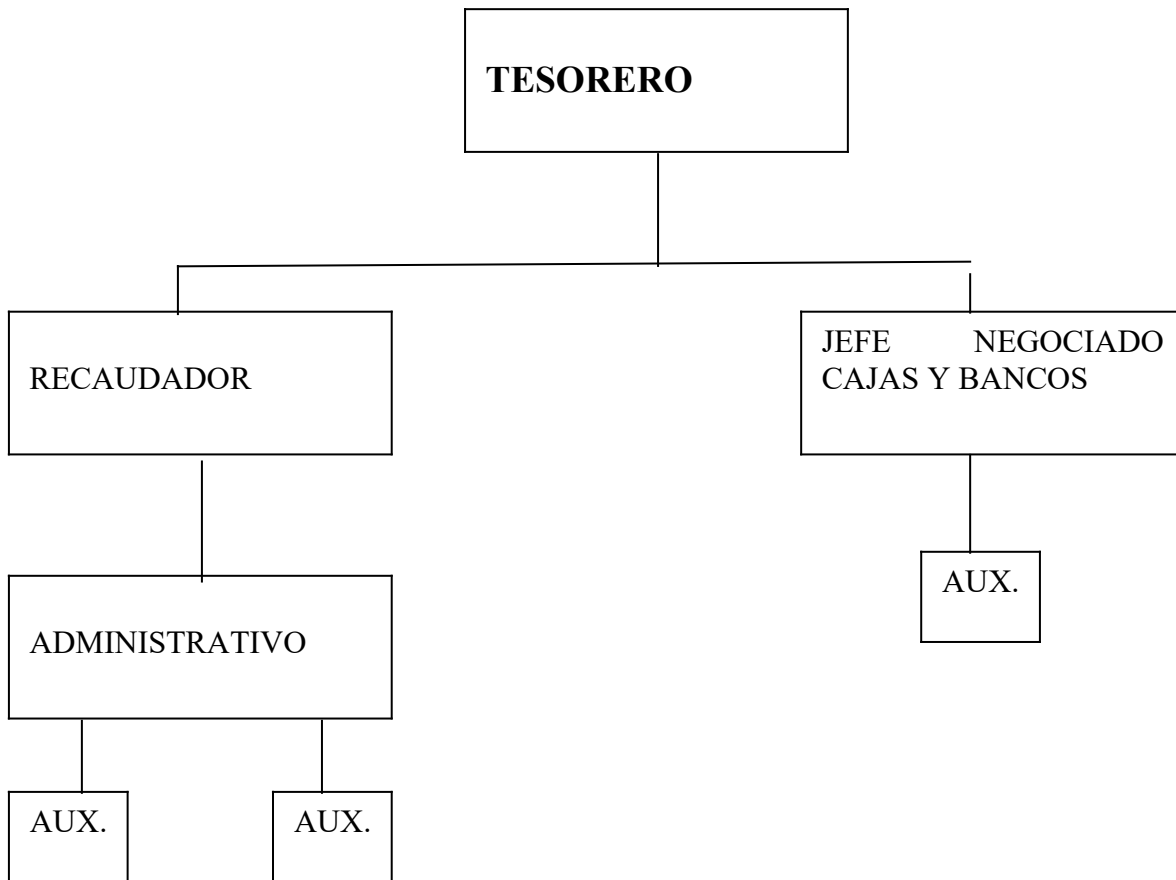 TESORERO
RECAUDADOR
JEFE NEGOCIADO
CAJAS Y BANCOS
AUX.
ADMINISTRATIVO
AUX.
AUX.